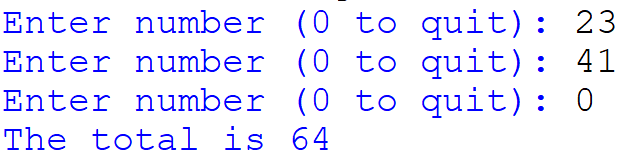 Enter number (0 to quit): 23
Enter number (0 to quit): 41
Enter number (0 to quit): 0
The total is 64